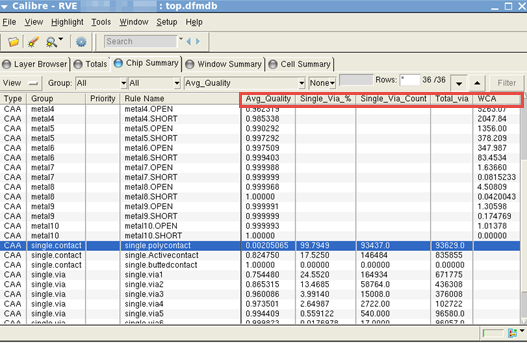 Calibre - RVE : top.dfmdb
File View Highlight Tools Window Setup Help
Search
Layer Browser Totals Chip Summary Window Summary Cell Summary
View Group: All All Avg_Quality None Rows: * 36 /36 Filter
Type Group Priority Rule Name Avg_Quality Single_Via_% Single_Via_Count Total_via WCA
CAA metal4 metal4.OPEN 0.962319 5263.07
CAA metal4 metal4.SHORT 0.985338 2047.84
CAA metal5 metal5.OPEN 0.990292 1356.00
CAA metal5 metal5.SHORT 0.997292 378.209
CAA metal6 metal6.OPEN 0.997506 347.987
CAA metal6 metal6.SHORT 0.999403 83.4534
CAA metal7 metal7.OPEN 0.999988 1.63660
CAA metal7 metal7.SHORT 0.999999 0.0815233
CAA metal8 metal8.OPEN 0.999968 4.50809
CAA metal8 metal8.SHORT 1.00000 0.0420043
CAA metal9 metal9.OPEN 0.999991 1.30598
CAA metal9 metal9.SHORT 0.999999 0.174769
CAA metal10 metal10.OPEN 0.999993 1.01378
CAA metal10 metal10.SHORT 1.00000 0.00000
CAA single.contact single.polycontact 0.00205065 99.7949 93437.0 93629.0
CAA single.contact single.Activecontact 0.824750 17.5250 146484 835855
CAA single.contact single.buttedcontact 1.00000 0.00000 0.00000 0.00000
CAA single.via single.via1 0.754480 24.5520 164934 671775
CAA single.via single.via2 0.865315 13.4685 58764.0 436308
CAA single.via single.via3 0.960086 3.99140 15008.0 376008
CAA single.via single.via4 0.973501 2.64987 2722.00 102722
CAA single.via single.via5 0.994409 0.559122 540.000 96580.0
CAA single.via single.via6 0.999823 0.0176978 17.0000 96057.0